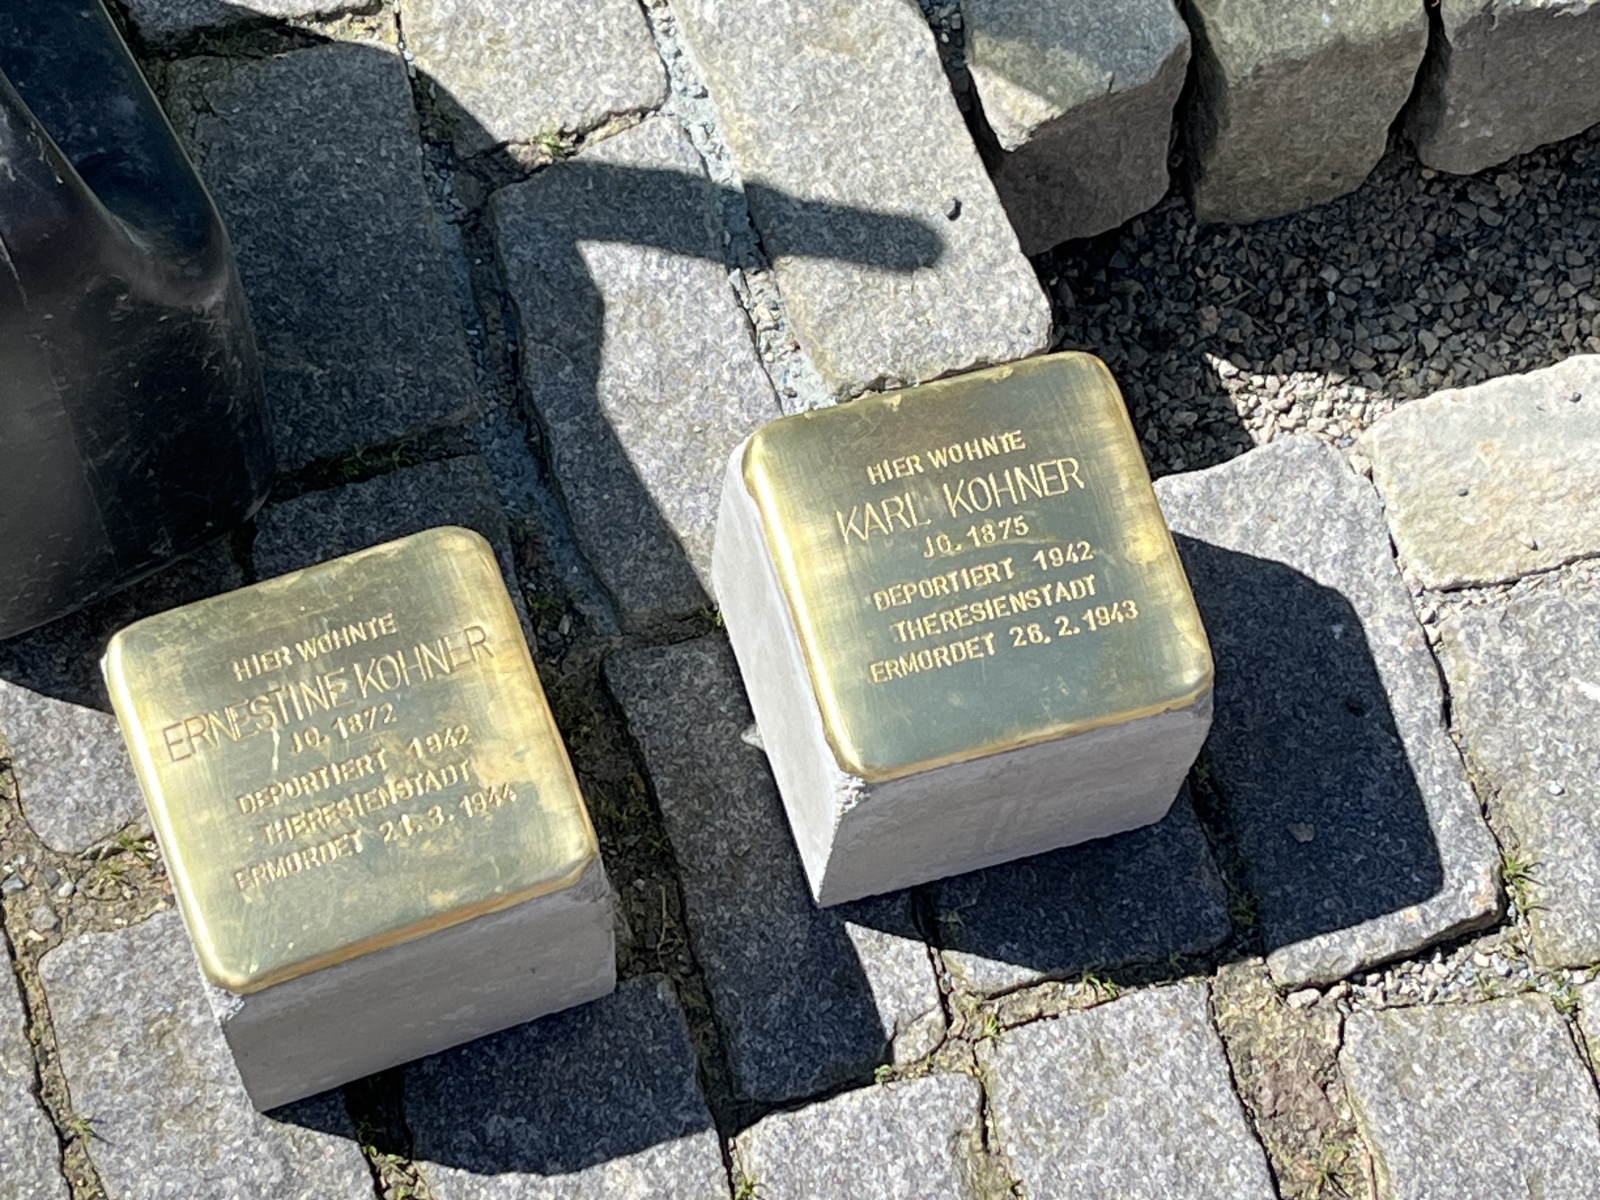 HIER WOHNTE
ERNESTINE KOHNER
JG. 1872
DEPORTIERT 1942
THERESIENSTADT
ERMORDET 21.3.1944
HIER WOHNTE
KARL KOHNER
JG. 1875
DEPORTIERT 1942
THERESIENSTADT
ERMORDET 26.2.1943